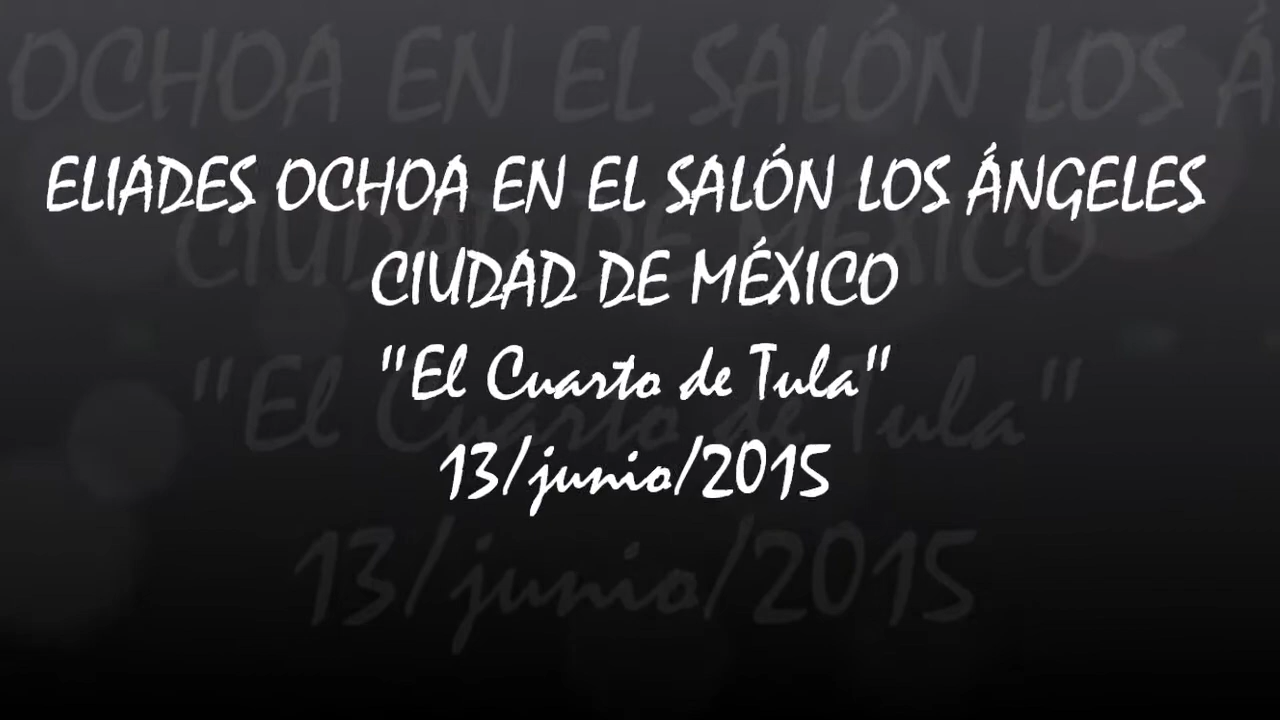 ELIADES OCHOA EN EL SALÓN LOS ÁNGELES
CIUDAD DE MÉXICO
"El Cuarto de Tula"
13/junio/2015